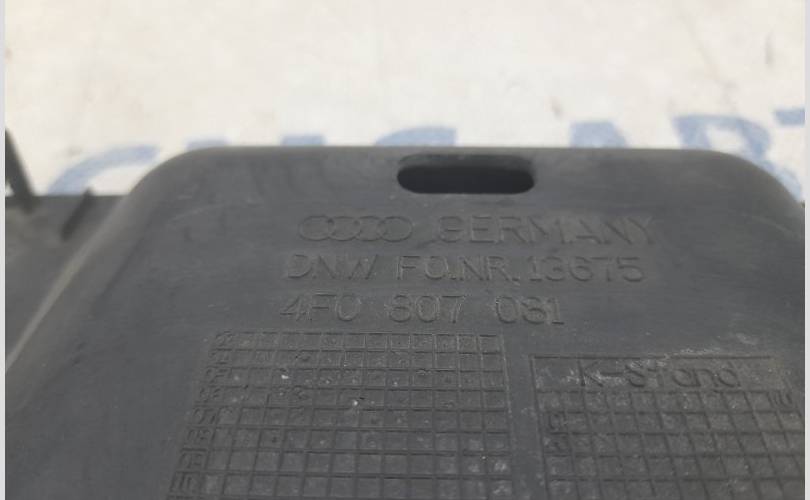 GERMANY
DNW FO.NR. 13675
4F0 807 081
K-Stand